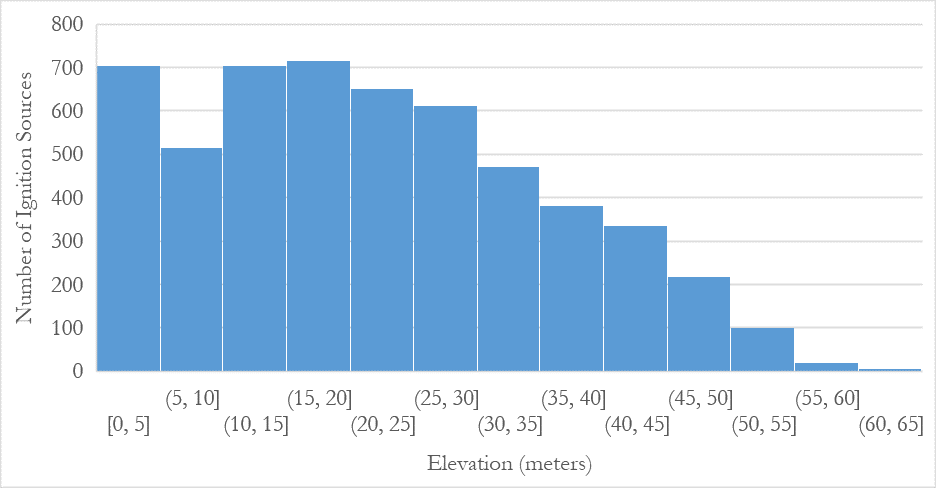 800
700
600
500
400
300
200
100
0
Number of Ignition Sources
(5, 10] (15, 20] (25, 30] (35, 40] (45, 50] (55, 60]
[0, 5] (10, 15] (20, 25] (30, 35] (40, 45] (50, 55] (60, 65]
Elevation (meters)